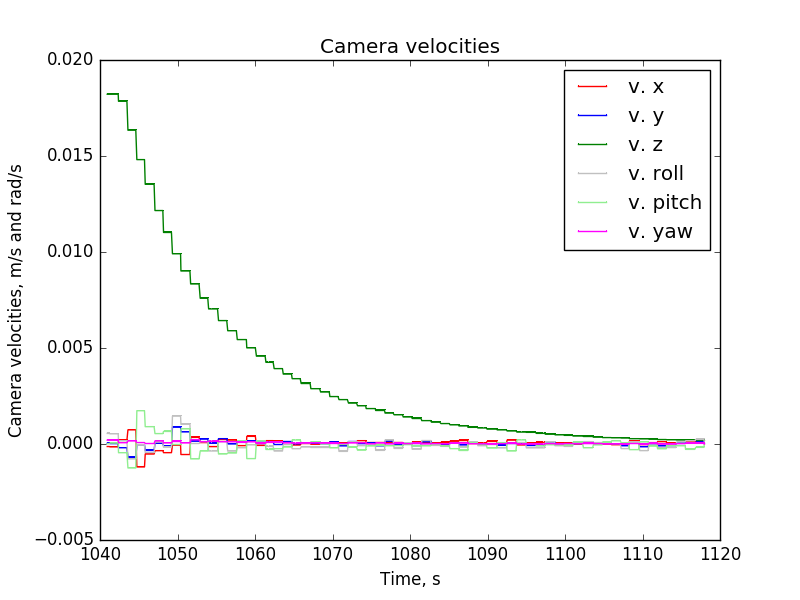 Camera velocities
Camera velocities, m/s and rad/s
0.020
0.015
0.010
0.005
0.000
−0.005
v. x
v. y
v. z
v. roll
v. pitch
v. yaw
1040 1050 1060 1070 1080 1090 1100 1110 1120
Time, s